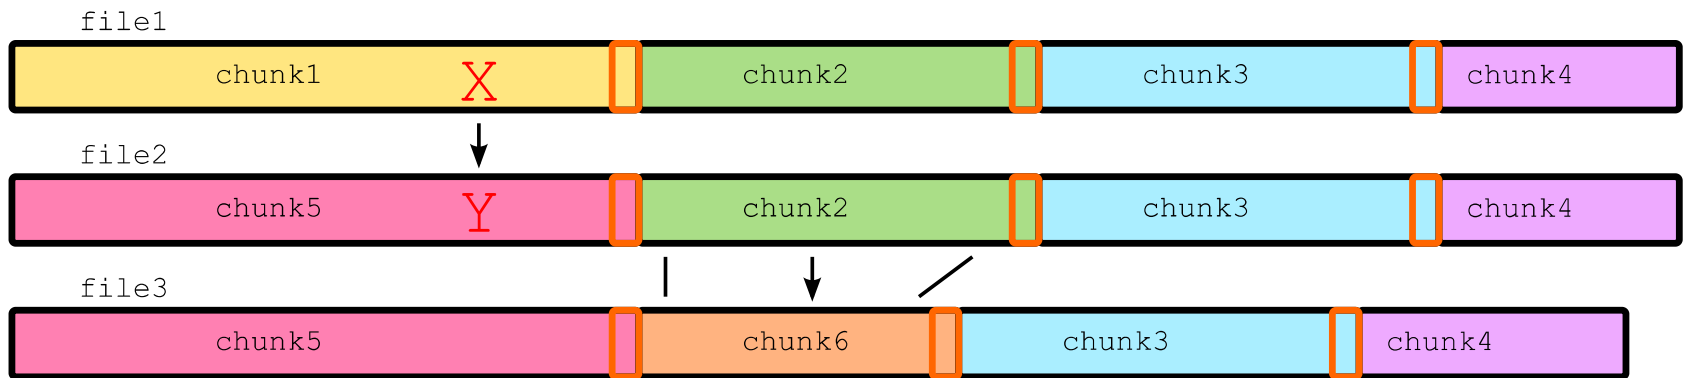 file1
chunk1 X chunk2 chunk3 chunk4
file2
chunk5 Y chunk2 chunk3 chunk4
file3
chunk5 chunk6 chunk3 chunk4